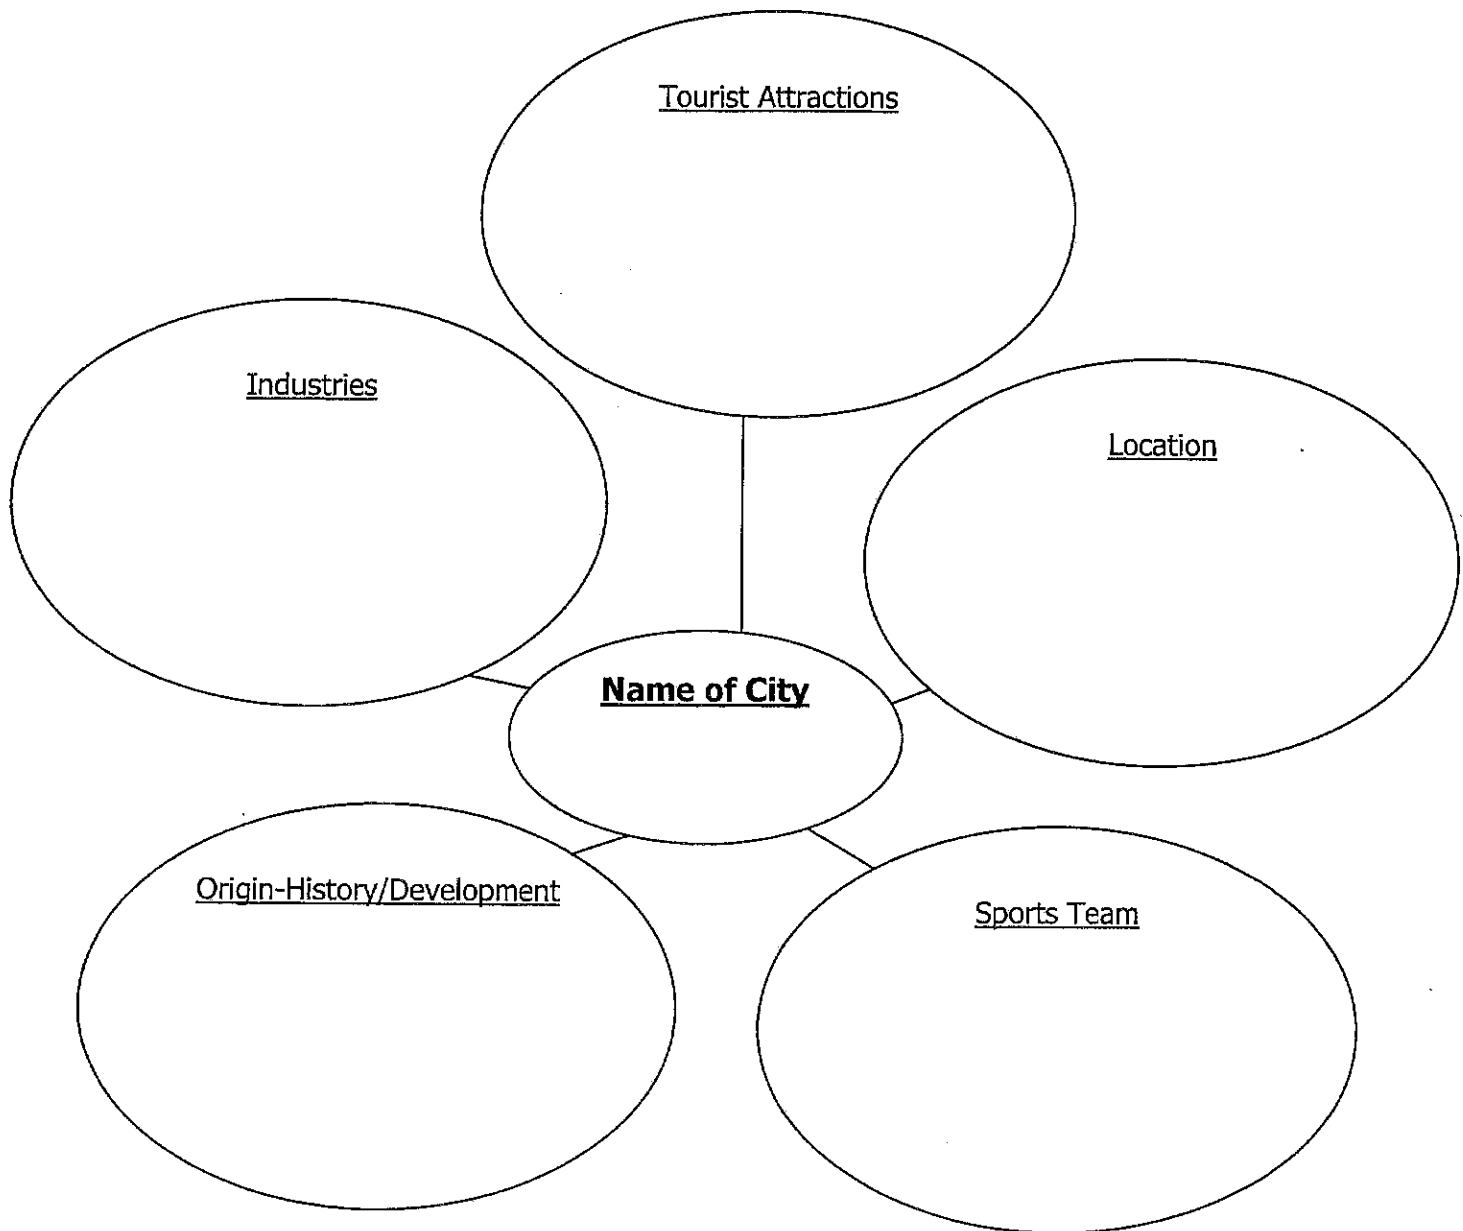 Tourist Attractions
Industries
Location
Name of City
Origin-History/Development
Sports Team